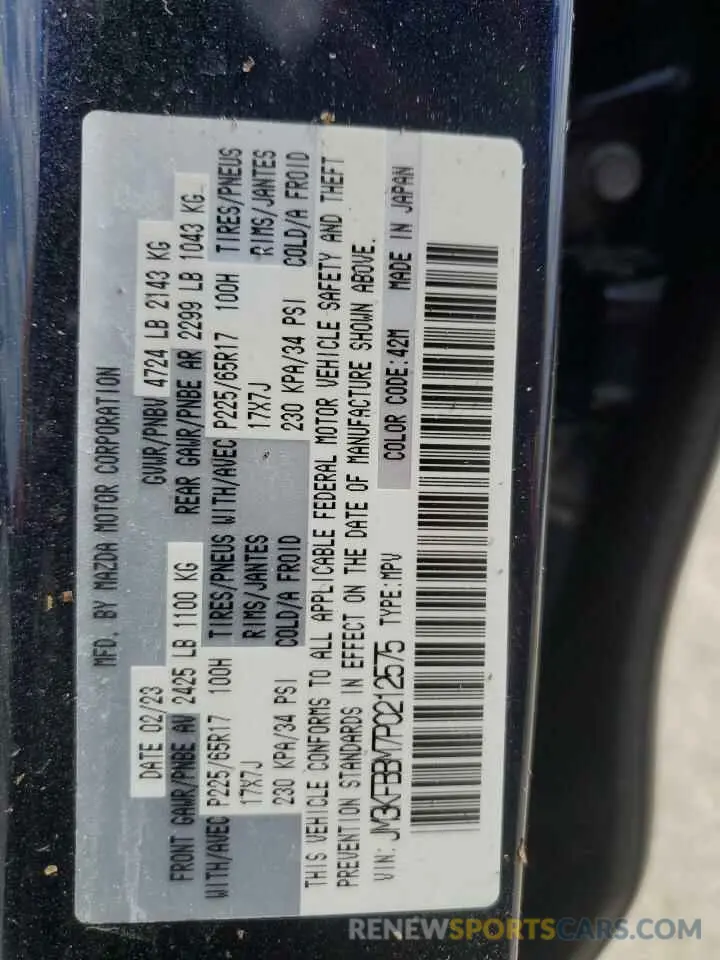 MFD. BY MAZDA MOTOR CORPORATION
DATE 02/23 GVWR/PNBV 4724 LB 2143 KG
FRONT GAWR/PNBE AV 2425 LB 1100 KG REAR GAWR/PNBE AR 2299 LB 1043 KG
WITH/AVEC P225/65R17 100H TIRES/PNEUS WITH/AVEC P225/65R17 100H TIRES/PNEUS
17X7J RIMS/JANTES 17X7J RIMS/JANTES
230 KPA/34 PSI COLD/A FROID 230 KPA/34 PSI COLD/A FROID
THIS VEHICLE CONFORMS TO ALL APPLICABLE FEDERAL MOTOR VEHICLE SAFETY AND THEFT
PREVENTION STANDARDS IN EFFECT ON THE DATE OF MANUFACTURE SHOWN ABOVE.
VIN: JM3KFBBM7P0212575 TYPE:MPV COLOR CODE:42M MADE IN JAPAN
RENEWSPORTSCARS.COM